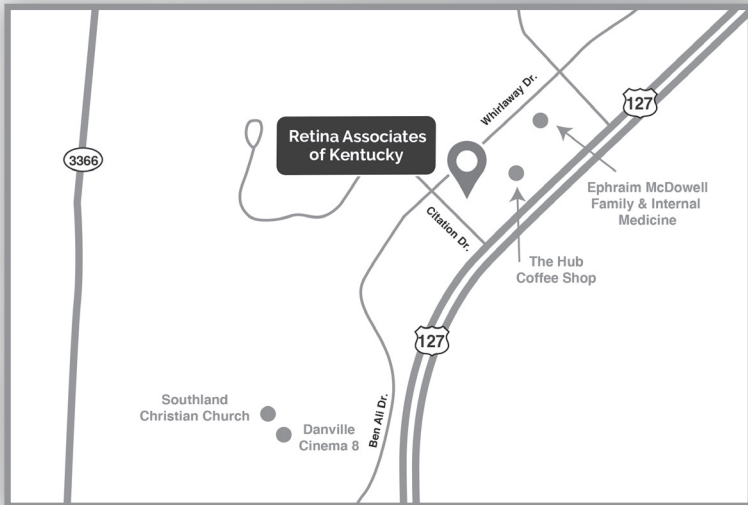 Whirlaway Dr.
127
Retina Associates
of Kentucky
3366
Ephraim McDowell
Family & Internal
Medicine
Citation Dr.
The Hub
Coffee Shop
127
Southland
Christian Church
Danville
Cinema 8
Ben Ali Dr.